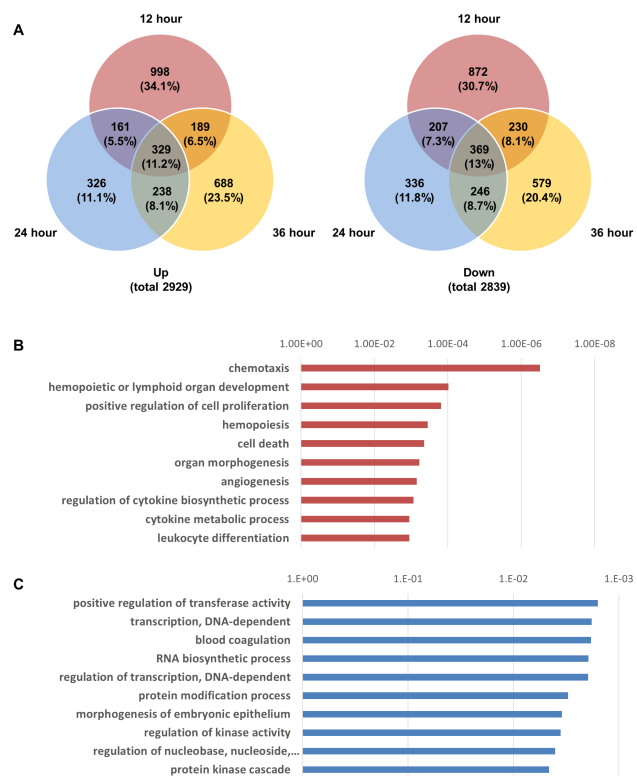 A
12 hour
12 hour
998
(34.1%)
872
(30.7%)
161
(5.5%)
189
(6.5%)
207
(7.3%)
230
(8.1%)
329
(11.2%)
369
(13%)
326
(11.1%)
238
(8.1%)
688
(23.5%)
336
(11.8%)
246
(8.7%)
579
(20.4%)
24 hour
36 hour
24 hour
36 hour
Up
(total 2929)
Down
(total 2839)
B
1.00E+00 1.00E-02 1.00E-04 1.00E-06 1.00E-08
chemotaxis
hemopoietic or lymphoid organ development
positive regulation of cell proliferation
hemopoiesis
cell death
organ morphogenesis
angiogenesis
regulation of cytokine biosynthetic process
cytokine metabolic process
leukocyte differentiation
C
1.E+00 1.E-01 1.E-02 1.E-03
positive regulation of transferase activity
transcription, DNA-dependent
blood coagulation
RNA biosynthetic process
regulation of transcription, DNA-dependent
protein modification process
morphogenesis of embryonic epithelium
regulation of kinase activity
regulation of nucleobase, nucleoside,…
protein kinase cascade